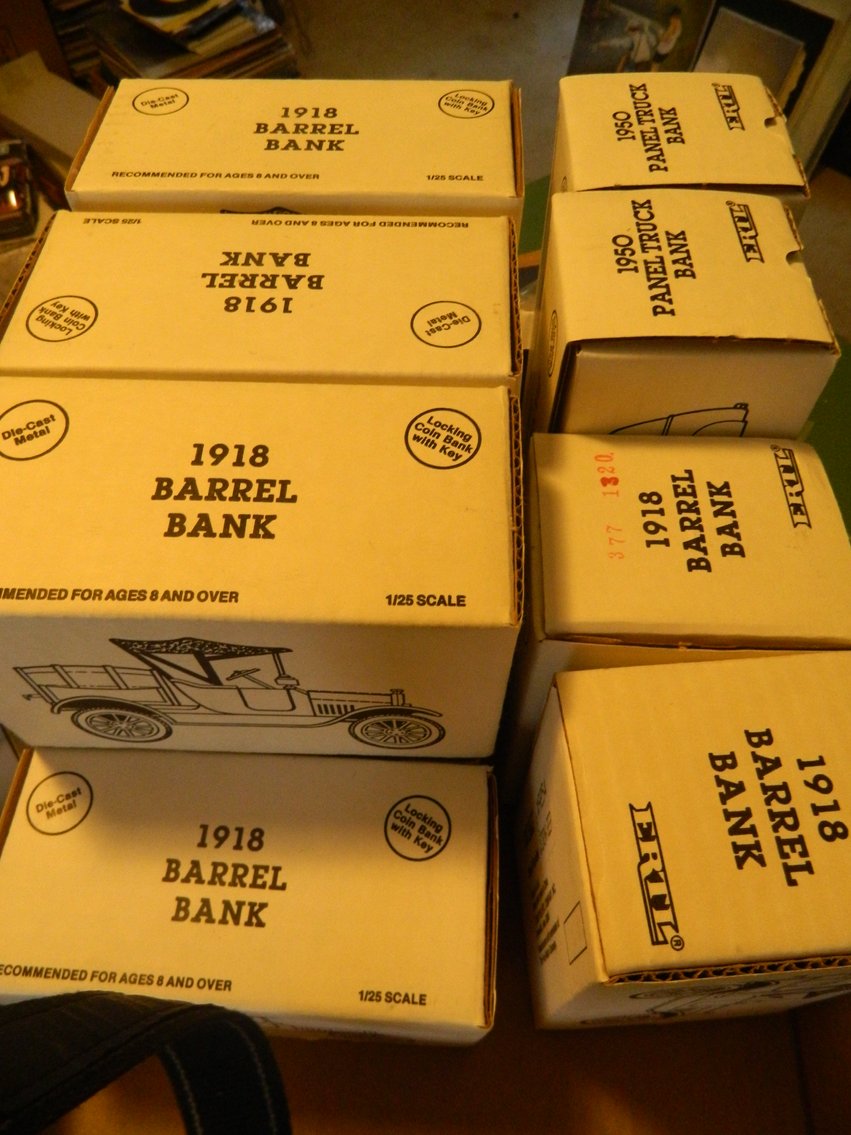 Die-Cast
Metal
1918
BARREL
BANK
Locking
Coin Bank
with Key
RECOMMENDED FOR AGES 8 AND OVER
1/25 SCALE
1918
BARREL
BANK
Die-Cast
Metal
Locking
Coin Bank
with Key
RECOMMENDED FOR AGES 8 AND OVER
1/25 SCALE
Die-Cast
Metal
1918
BARREL
BANK
Locking
Coin Bank
with Key
MMENDED FOR AGES 8 AND OVER
1/25 SCALE
Die-Cast
Metal
1918
BARREL
BANK
Locking
Coin Bank
with Key
ECOMMENDED FOR AGES 8 AND OVER
1/25 SCALE
1950
PANEL TRUCK
BANK
ERTL
1950
PANEL TRUCK
BANK
ERTL
377 1320
1918
BARREL
BANK
ERTL
1918
BARREL
BANK
ERTL®